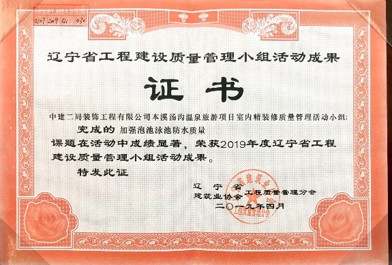 辽宁省工程建设质量管理小组活动成果
证书
中建二局装饰工程有限公司本溪汤沟温泉旅游项目室内精装修质量管理活动小组:
完成的 加强泡池泳池防水质量
课题在活动中成绩显著，荣获2019年度辽宁省工程
建设质量管理小组活动成果。
特发此证
辽宁省
建筑业协会工程质量管理分会
二〇一九年四月